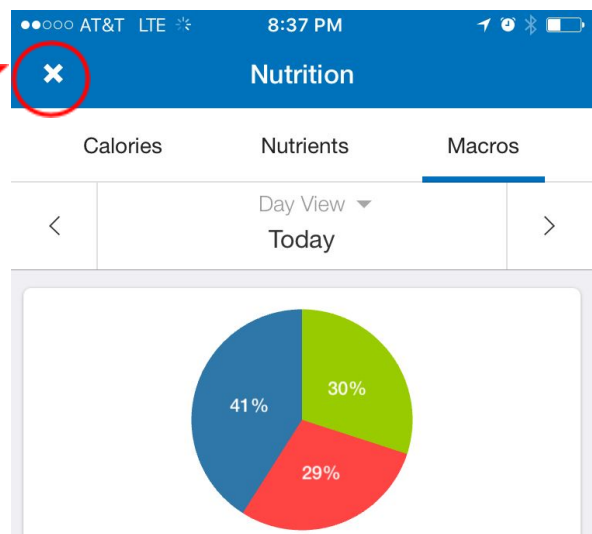 AT&T LTE 8:37 PM
Nutrition
Calories Nutrients Macros
Day View
Today
30%
41%
29%